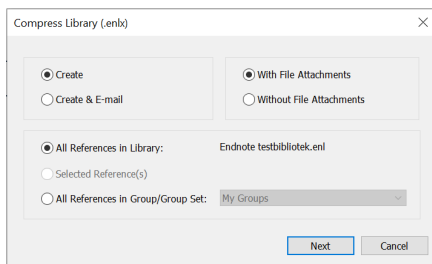 Compress Library (.enlx)
Create
With File Attachments
Create & E-mail
Without File Attachments
All References in Library: Endnote testbibliotek.enl
Selected Reference(s)
All References in Group/Group Set: My Groups
Next
Cancel